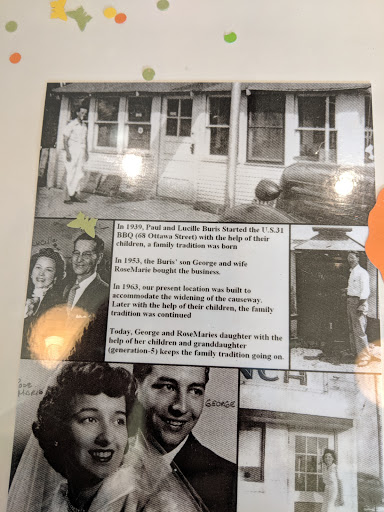 In 1939, Paul and Lucille Buris Started the U.S.31
BBQ (68 Ottawa Street) with the help of their
children, a family tradition was born
In 1953, the Buris' son George and wife
RoseMarie bought the business.
In 1963, our present location was built to
accommodate the widening of the causeway.
Later with the help of their children, the family
tradition was continued
Today, George and RoseMaries daughter with the
help of her children and granddaughter
(generation-5) keeps the family tradition going on.
ROSE
MARIE
GEORGE
NCH